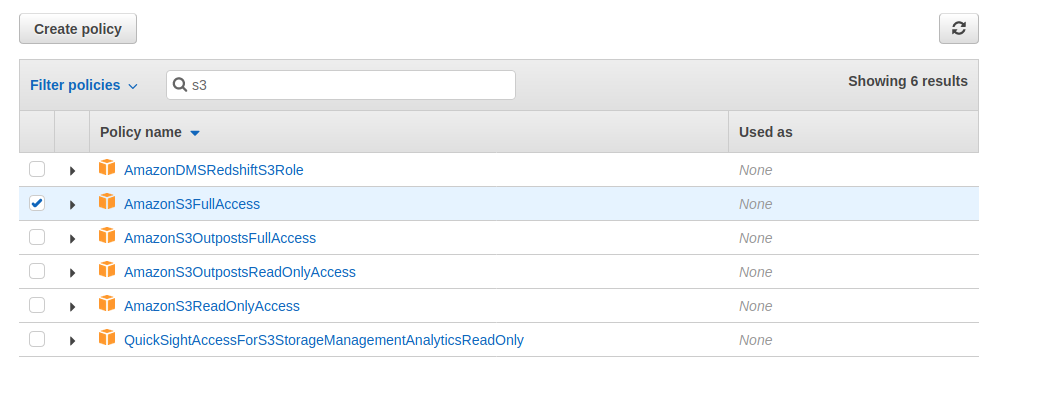 Create policy
Filter policies
s3
Showing 6 results
Policy name
Used as
AmazonDMSRedshiftS3Role
None
AmazonS3FullAccess
None
AmazonS3OutpostsFullAccess
None
AmazonS3OutpostsReadOnlyAccess
None
AmazonS3ReadOnlyAccess
None
QuickSightAccessForS3StorageManagementAnalyticsReadOnly
None